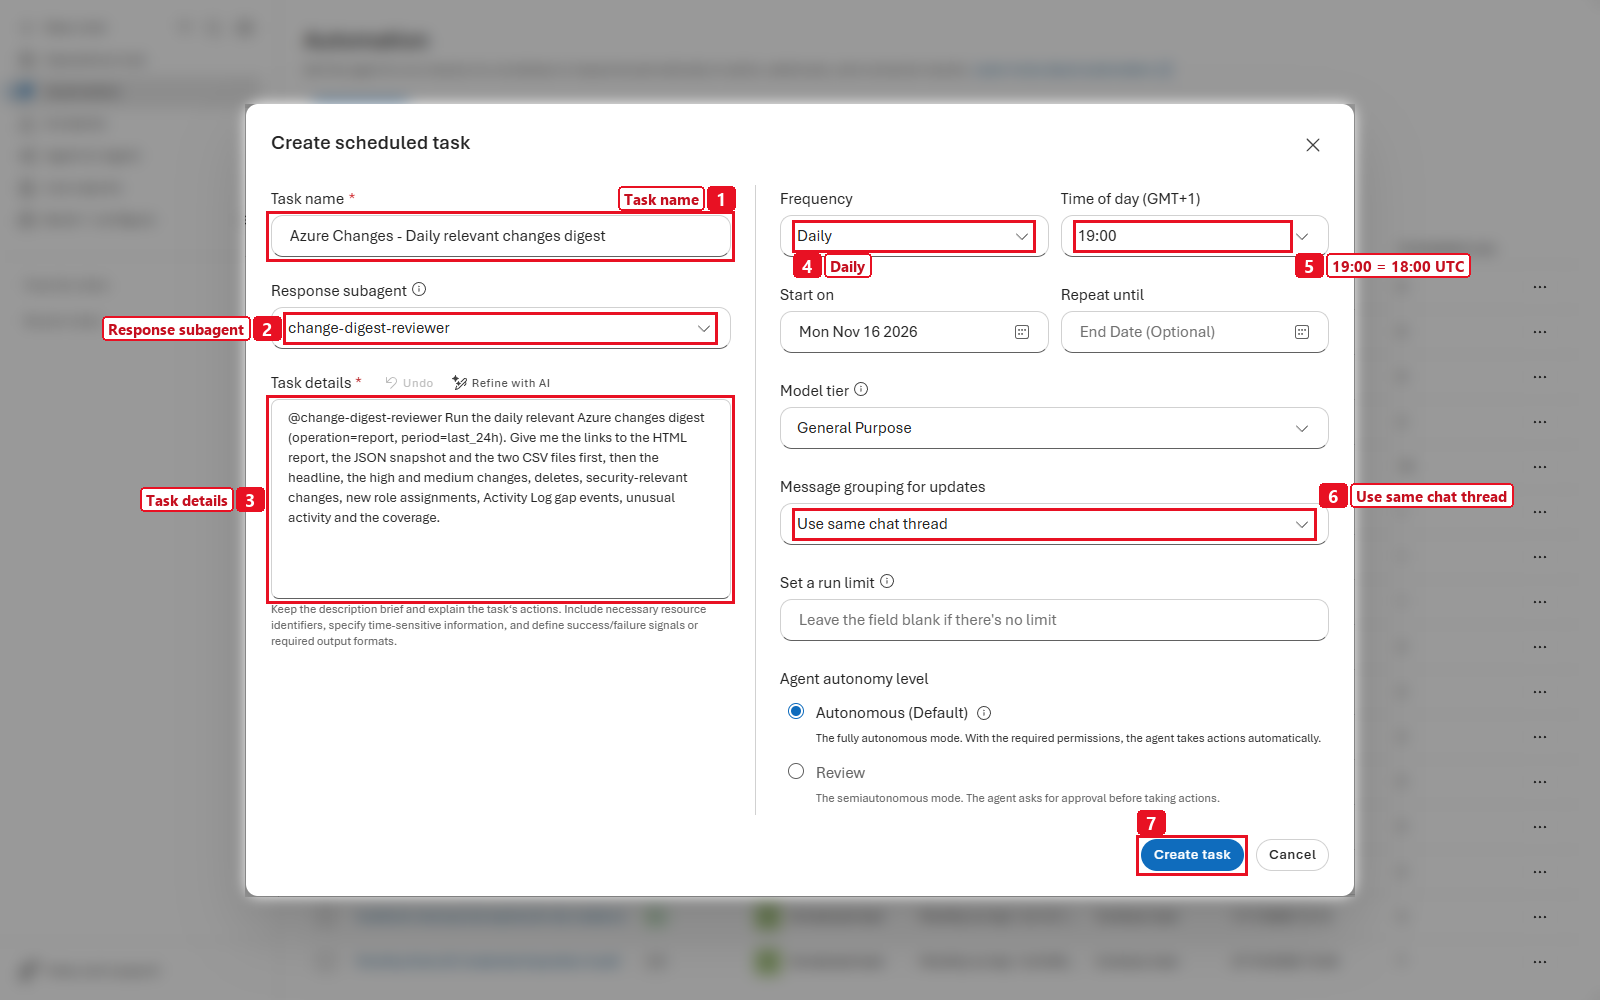 Create scheduled task
Task name *
Task name 1
Azure Changes - Daily relevant changes digest
Response subagent
Response subagent 2
change-digest-reviewer
Task details *
Undo
Refine with AI
Task details 3
@change-digest-reviewer Run the daily relevant Azure changes digest
(operation=report, period=last_24h). Give me the links to the HTML
report, the JSON snapshot and the two CSV files first, then the
headline, the high and medium changes, deletes, security-relevant
changes, new role assignments, Activity Log gap events, unusual
activity and the coverage.
Keep the description brief and explain the task's actions. Include necessary resource
identifiers, specify time-sensitive information, and define success/failure signals or
required output formats.
Frequency
Daily
4 Daily
Time of day (GMT+1)
19:00
5 19:00 = 18:00 UTC
Start on
Mon Nov 16 2026
Repeat until
End Date (Optional)
Model tier
General Purpose
Message grouping for updates
6 Use same chat thread
Use same chat thread
Set a run limit
Leave the field blank if there's no limit
Agent autonomy level
Autonomous (Default)
The fully autonomous mode. With the required permissions, the agent takes actions automatically.
Review
The semiautonomous mode. The agent asks for approval before taking actions.
7
Create task
Cancel